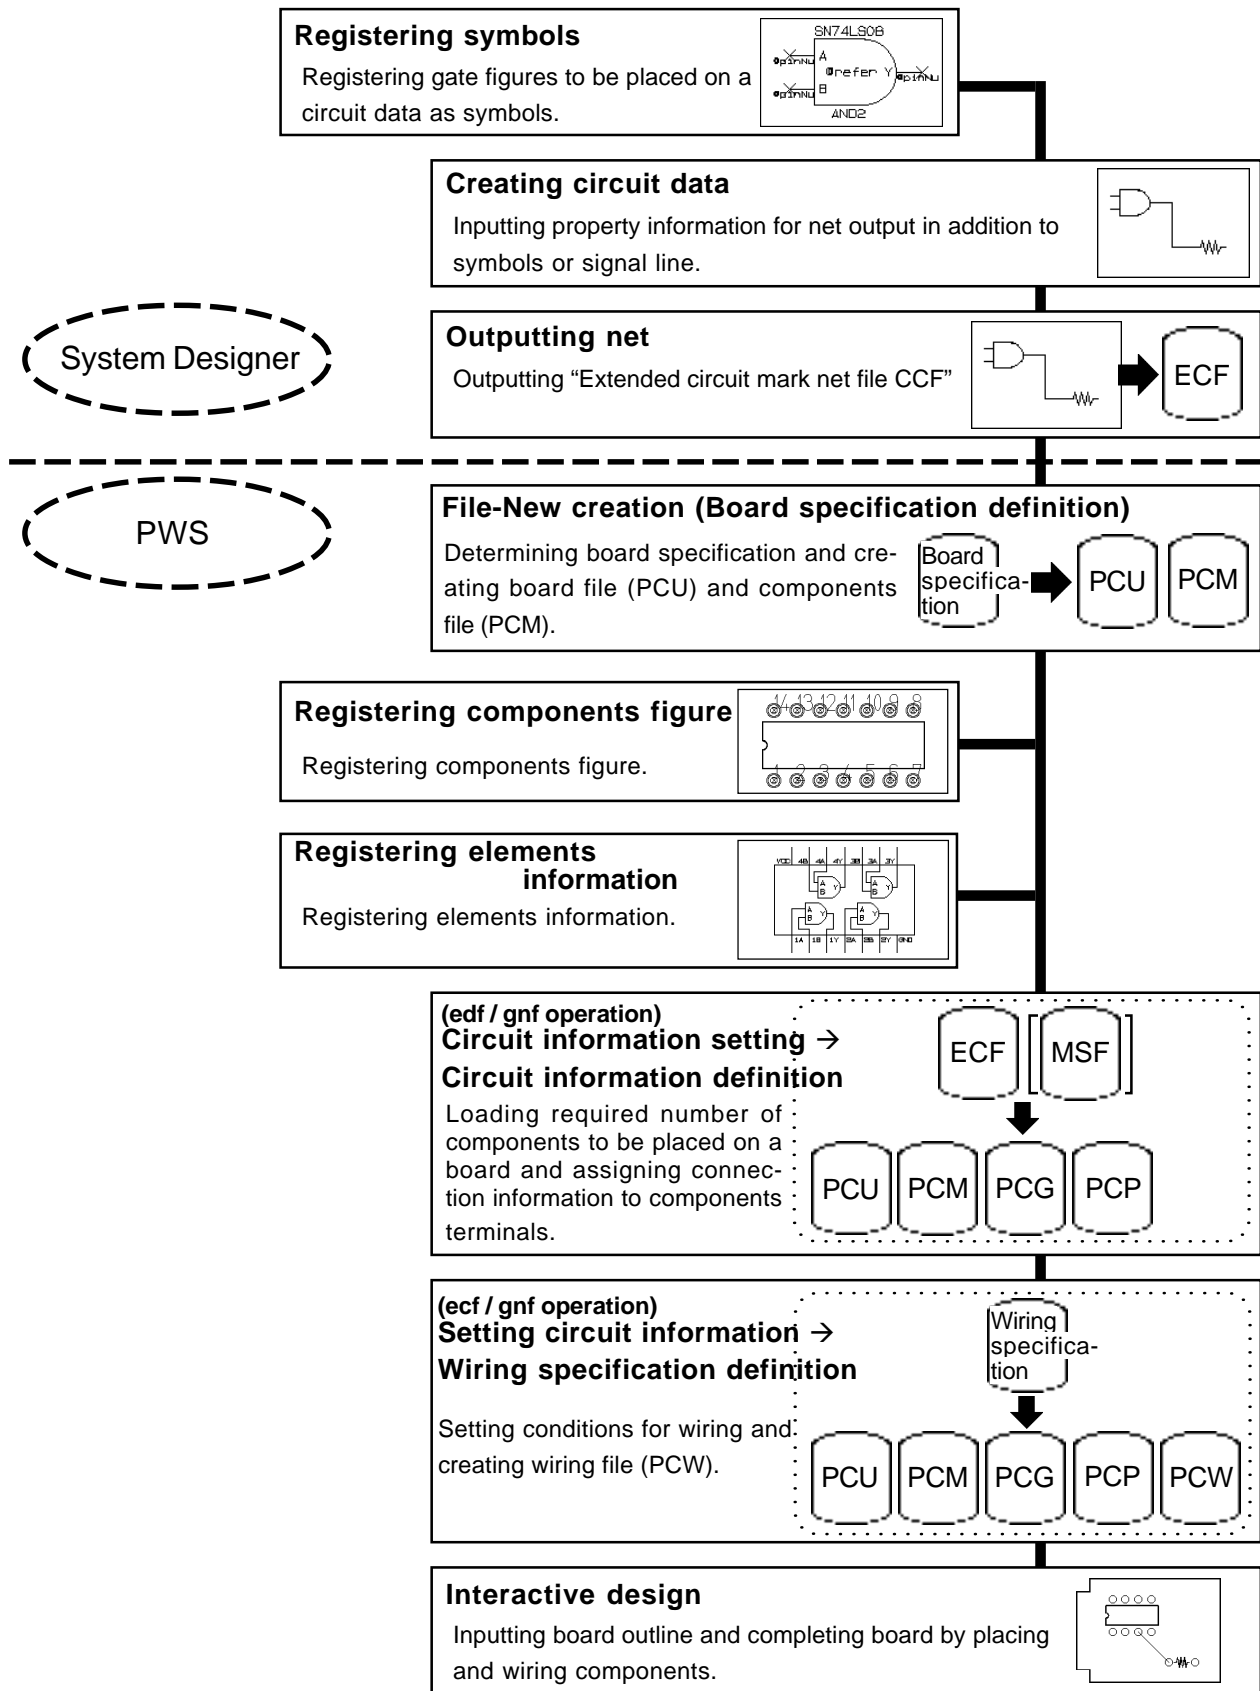 Registering symbols
Registering gate figures to be placed on a
circuit data as symbols.
SN74LS08
A
B
Y
@refer
@pinNu
@pinNu
@pinNu
AND2
Creating circuit data
Inputting property information for net output in addition to
symbols or signal line.
System Designer
Outputting net
Outputting “Extended circuit mark net file CCF”
ECF
PWS
File-New creation (Board specification definition)
Determining board specification and cre-
ating board file (PCU) and components
file (PCM).
Board
specifica-
tion
PCU
PCM
Registering components figure
Registering components figure.
14 13 12 11 10 9 8
1 2 3 4 5 6 7
Registering elements
information
Registering elements information.
VCC 4B 4A 4Y 3B 3A 3Y
A B Y A B Y
A B Y A B Y
1A 1B 1Y 2A 2B 2Y GND
(edf / gnf operation)
Circuit information setting →
Circuit information definition
Loading required number of
components to be placed on a
board and assigning connec-
tion information to components
terminals.
ECF [MSF]
PCU PCM PCG PCP
(ecf / gnf operation)
Setting circuit information →
Wiring specification definition
Setting conditions for wiring and
creating wiring file (PCW).
Wiring
specifica-
tion
PCU PCM PCG PCP PCW
Interactive design
Inputting board outline and completing board by placing
and wiring components.